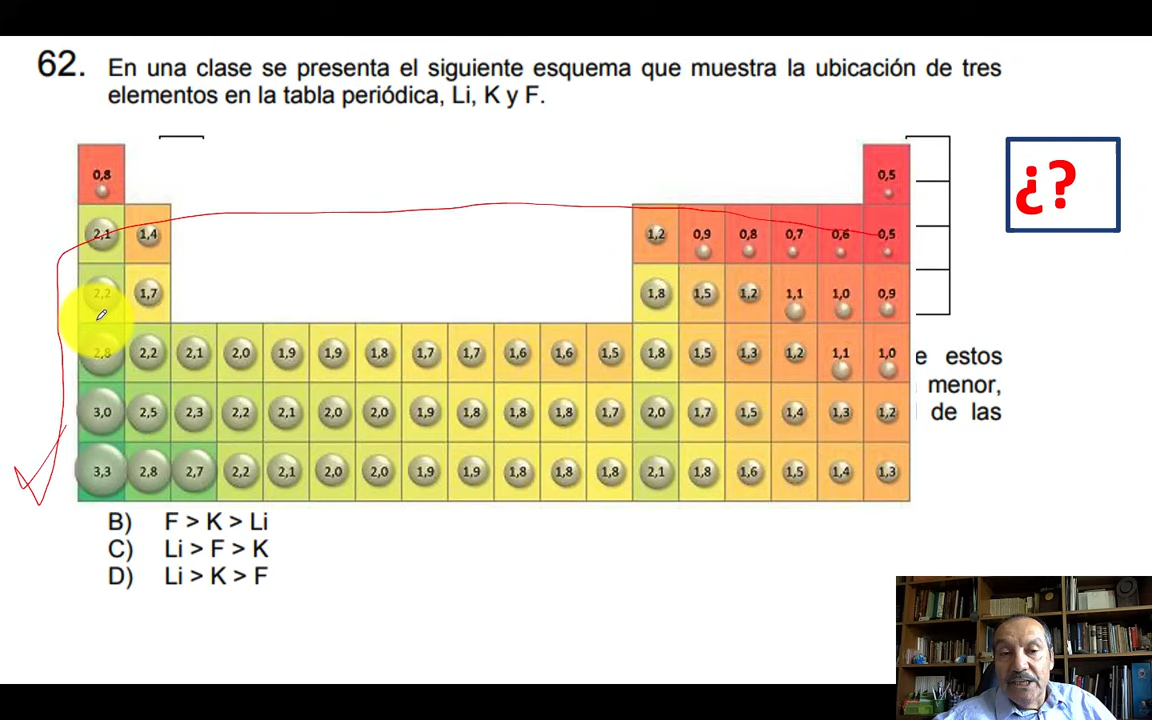 62. En una clase se presenta el siguiente esquema que muestra la ubicación de tres
elementos en la tabla periódica, Li, K y F.
¿?
0,8 0,5
2,1 1,4 1,2 0,9 0,8 0,7 0,6 0,5
2,2 1,7 1,8 1,5 1,2 1,1 1,0 0,9
2,8 2,2 2,1 2,0 1,9 1,9 1,8 1,7 1,7 1,6 1,6 1,5 1,8 1,5 1,3 1,2 1,1 1,0
e estos
menor,
3,0 2,5 2,3 2,2 2,1 2,0 2,0 1,9 1,8 1,8 1,8 1,7 2,0 1,7 1,5 1,4 1,3 1,2
de las
3,3 2,8 2,7 2,2 2,1 2,0 2,0 1,9 1,9 1,8 1,8 1,8 2,1 1,8 1,6 1,5 1,4 1,3
B) F > K > Li
C) Li > F > K
D) Li > K > F